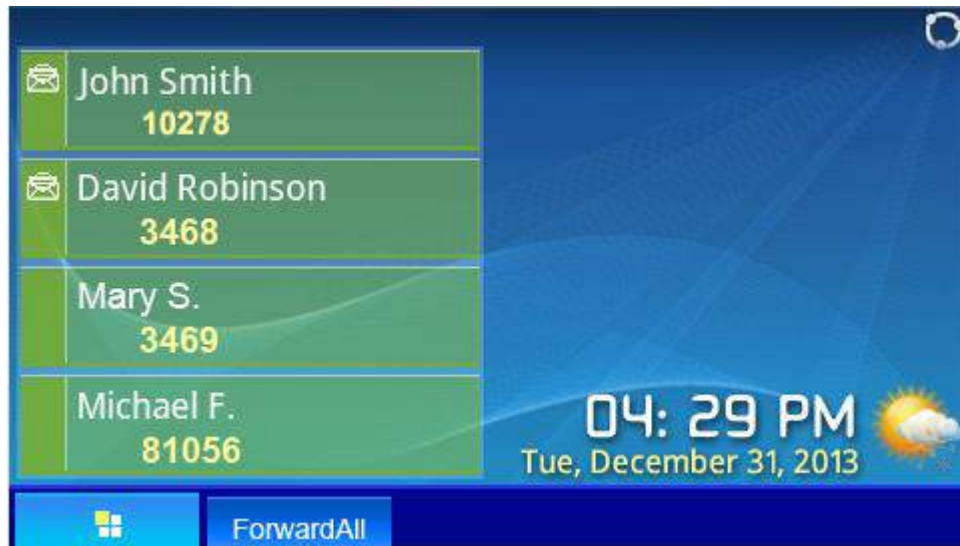 John Smith
10278
David Robinson
3468
Mary S.
3469
Michael F.
81056
04: 29 PM
Tue, December 31, 2013
ForwardAll